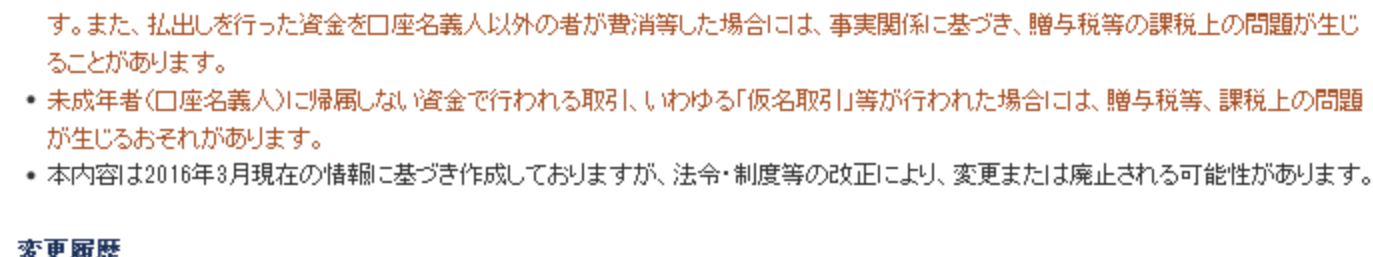 す。また、払出しを行った資金を口座名義人以外の者が費消等した場合には、事実関係に基づき、贈与税等の課税上の問題が生じ
ることがあります。
• 未成年者(口座名義人)に帰属しない資金で行われる取引、いわゆる「仮名取引」等が行われた場合には、贈与税等、課税上の問題
が生じるおそれがあります。
• 本内容は2016年3月現在の情報に基づき作成しておりますが、法令・制度等の改正により、変更または廃止される可能性があります。
変更履歴